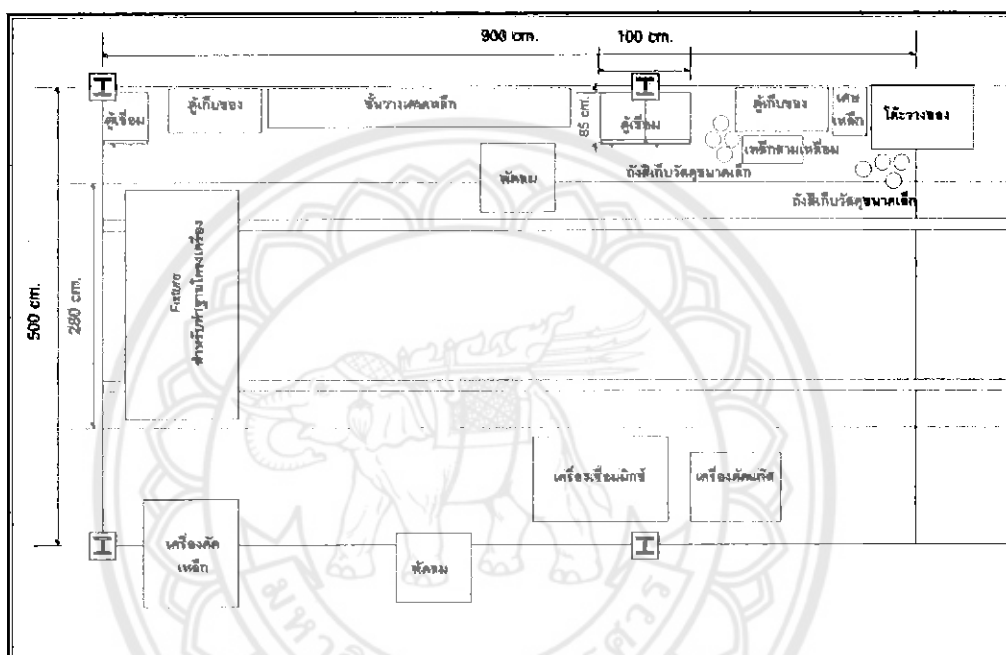 900 cm.
100 cm.
ตู้เชื่อม
ตู้เก็บของ
ชั้นวางเศษเหล็ก
85 cm.
ตู้เชื่อม
ตู้เก็บของ
เศษ
เหล็ก
โต๊ะวางของ
เหล็กสามเหลี่ยม
ถังสีเก็บวัสดุขนาดเล็ก
ถังสีเก็บวัสดุขนาดเล็ก
พัดลม
500 cm.
280 cm.
Fixture
สำหรับทำฐานโครงเครื่อง
เครื่องเชื่อมมิกซ์
เครื่องตัดแก๊ส
เครื่องตัด
เหล็ก
พัดลม